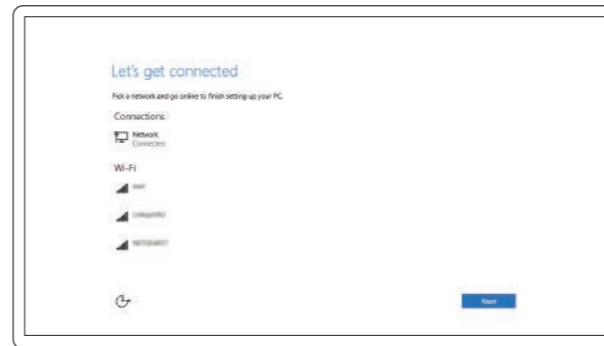 Let's get connected
Pick a network and go online to finish setting up your PC.
Connections
Network
Connected
Wi-Fi
Next